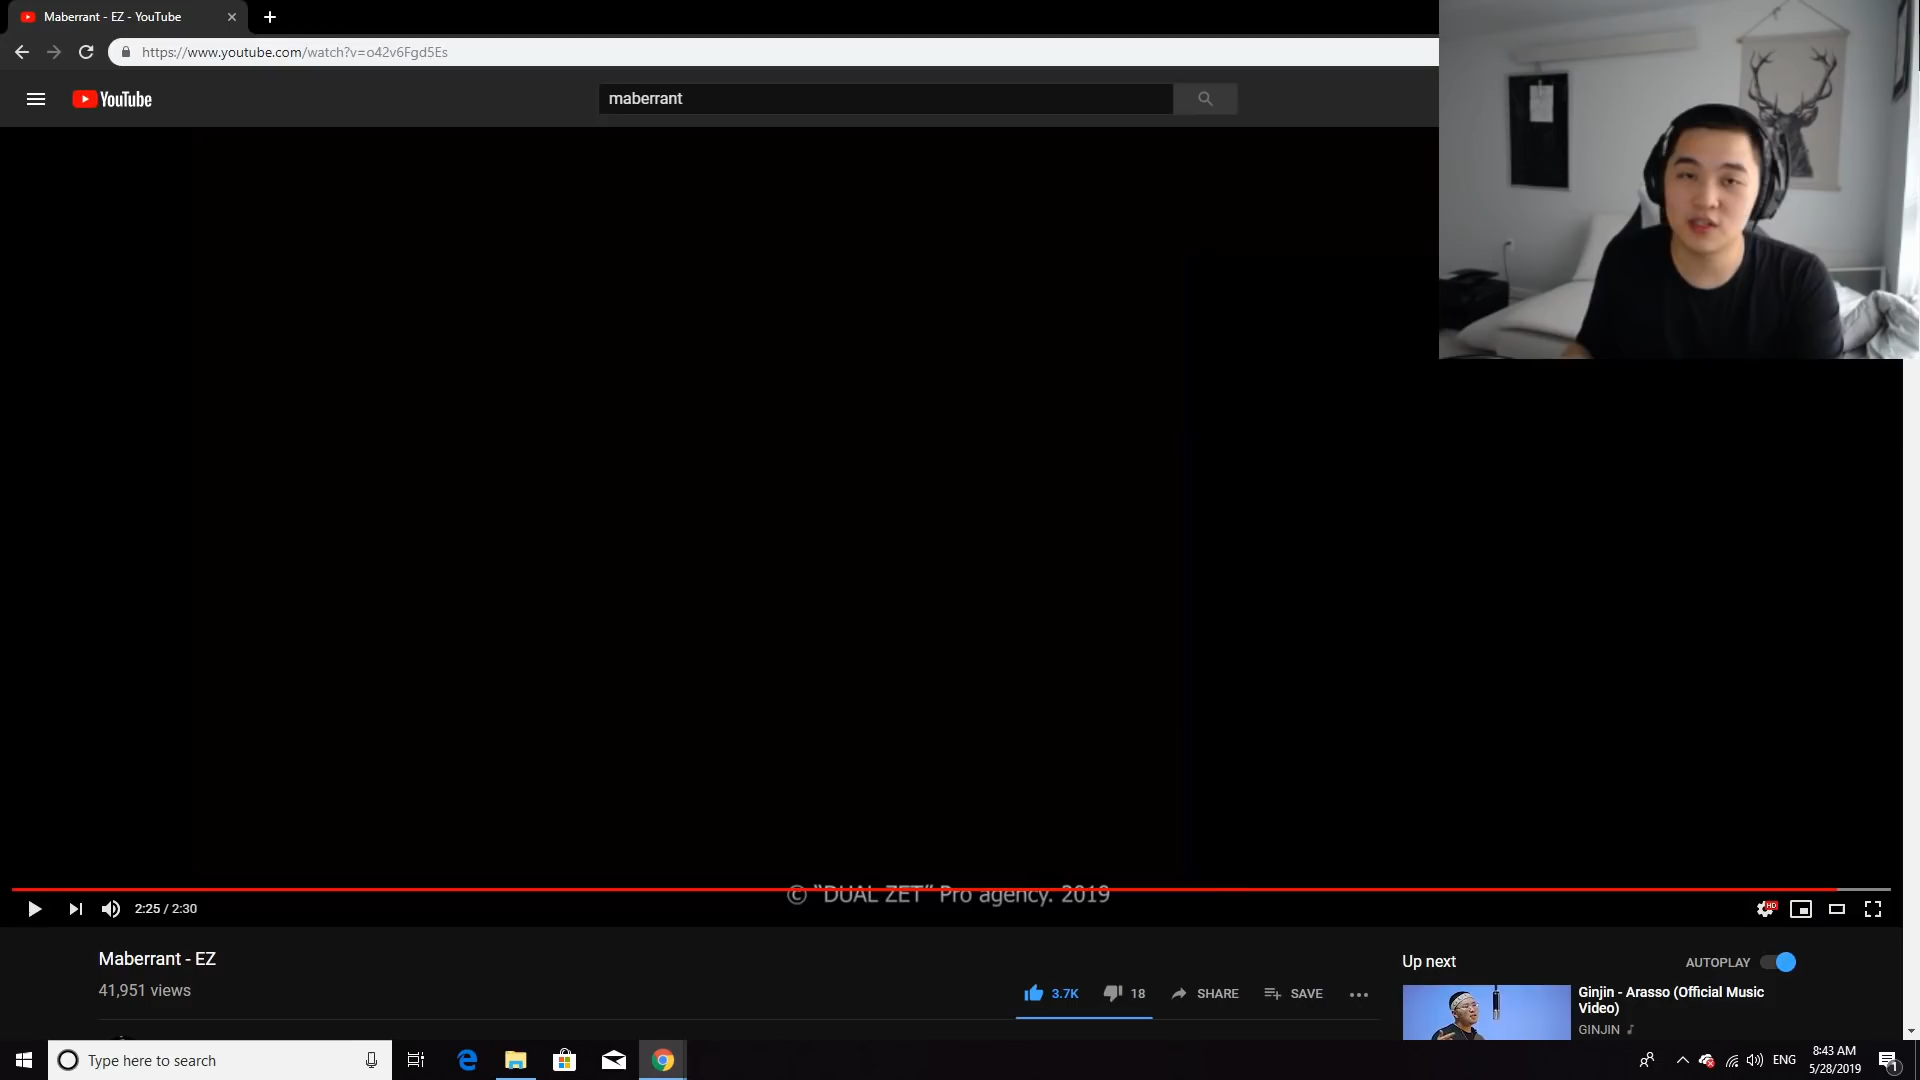 Maberrant - EZ - YouTube
https://www.youtube.com/watch?v=o42v6Fgd5Es
YouTube
maberrant
© “DUAL ZET” Pro agency. 2019
2:25 / 2:30
HD
Maberrant - EZ
41,951 views
3.7K
18
SHARE
SAVE
Up next
AUTOPLAY
Ginjin - Arasso (Official Music
Video)
GINJIN
Type here to search
ENG
8:43 AM
5/28/2019
1